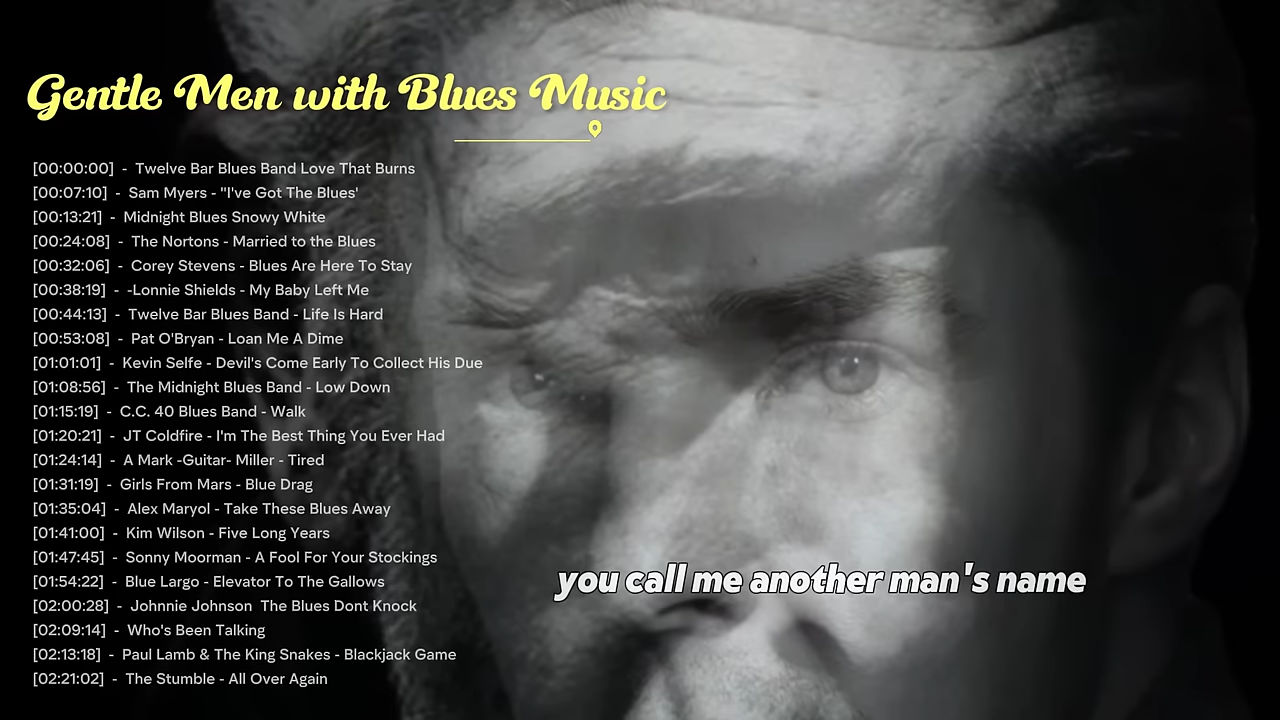 Gentle Men with Blues Music
[00:00:00] - Twelve Bar Blues Band Love That Burns
[00:07:10] - Sam Myers - "I've Got The Blues'
[00:13:21] - Midnight Blues Snowy White
[00:24:08] - The Nortons - Married to the Blues
[00:32:06] - Corey Stevens - Blues Are Here To Stay
[00:38:19] - -Lonnie Shields - My Baby Left Me
[00:44:13] - Twelve Bar Blues Band - Life Is Hard
[00:53:08] - Pat O'Bryan - Loan Me A Dime
[01:01:01] - Kevin Selfe - Devil's Come Early To Collect His Due
[01:08:56] - The Midnight Blues Band - Low Down
[01:15:19] - C.C. 40 Blues Band - Walk
[01:20:21] - JT Coldfire - I'm The Best Thing You Ever Had
[01:24:14] - A Mark -Guitar- Miller - Tired
[01:31:19] - Girls From Mars - Blue Drag
[01:35:04] - Alex Maryol - Take These Blues Away
[01:41:00] - Kim Wilson - Five Long Years
[01:47:45] - Sonny Moorman - A Fool For Your Stockings
[01:54:22] - Blue Largo - Elevator To The Gallows
[02:00:28] - Johnnie Johnson The Blues Dont Knock
[02:09:14] - Who's Been Talking
[02:13:18] - Paul Lamb & The King Snakes - Blackjack Game
[02:21:02] - The Stumble - All Over Again
you call me another man's name